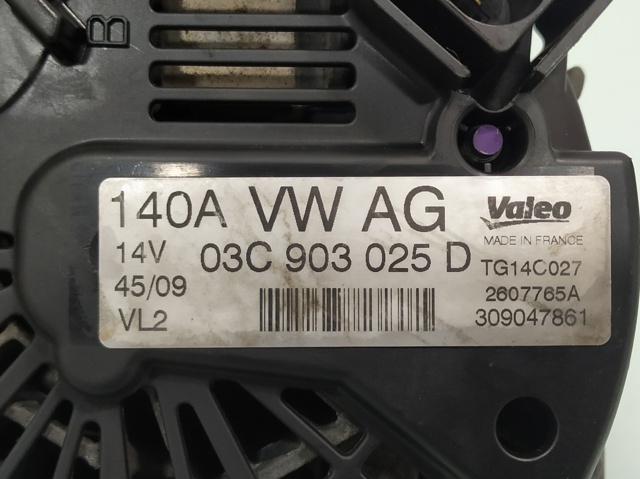 B
140A VW AG
14V 03C 903 025 D
45/09
VL2
Valeo
MADE IN FRANCE
TG14C027
2607765A
309047861